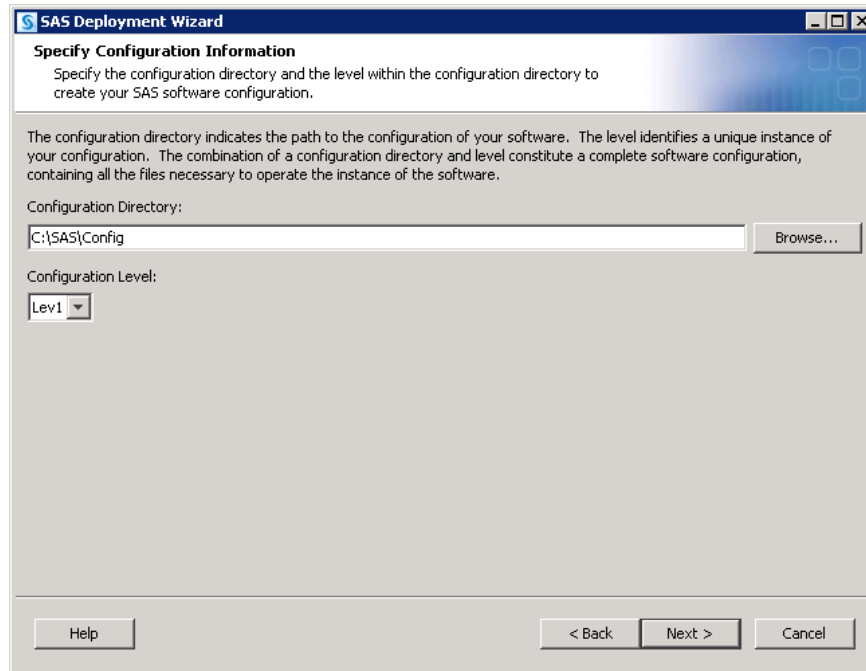 SAS Deployment Wizard
Specify Configuration Information
Specify the configuration directory and the level within the configuration directory to
create your SAS software configuration.
The configuration directory indicates the path to the configuration of your software.  The level identifies a unique instance of
your configuration.  The combination of a configuration directory and level constitute a complete software configuration,
containing all the files necessary to operate the instance of the software.
Configuration Directory:
C:\SAS\Config
Browse...
Configuration Level:
Lev1
Help
< Back
Next >
Cancel